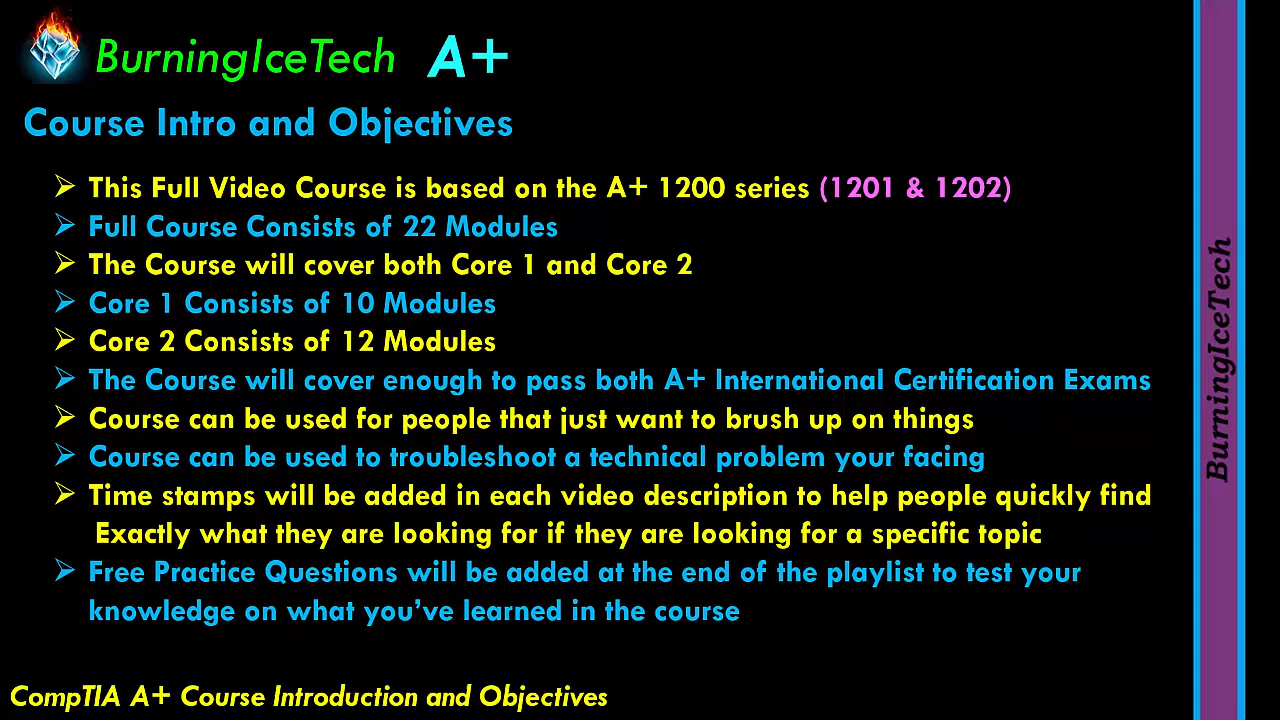 BurningIceTech A+
Course Intro and Objectives
➢ This Full Video Course is based on the A+ 1200 series (1201 & 1202)
➢ Full Course Consists of 22 Modules
➢ The Course will cover both Core 1 and Core 2
➢ Core 1 Consists of 10 Modules
➢ Core 2 Consists of 12 Modules
➢ The Course will cover enough to pass both A+ International Certification Exams
➢ Course can be used for people that just want to brush up on things
➢ Course can be used to troubleshoot a technical problem your facing
➢ Time stamps will be added in each video description to help people quickly find
Exactly what they are looking for if they are looking for a specific topic
➢ Free Practice Questions will be added at the end of the playlist to test your
knowledge on what you’ve learned in the course
CompTIA A+ Course Introduction and Objectives
BurningIceTech